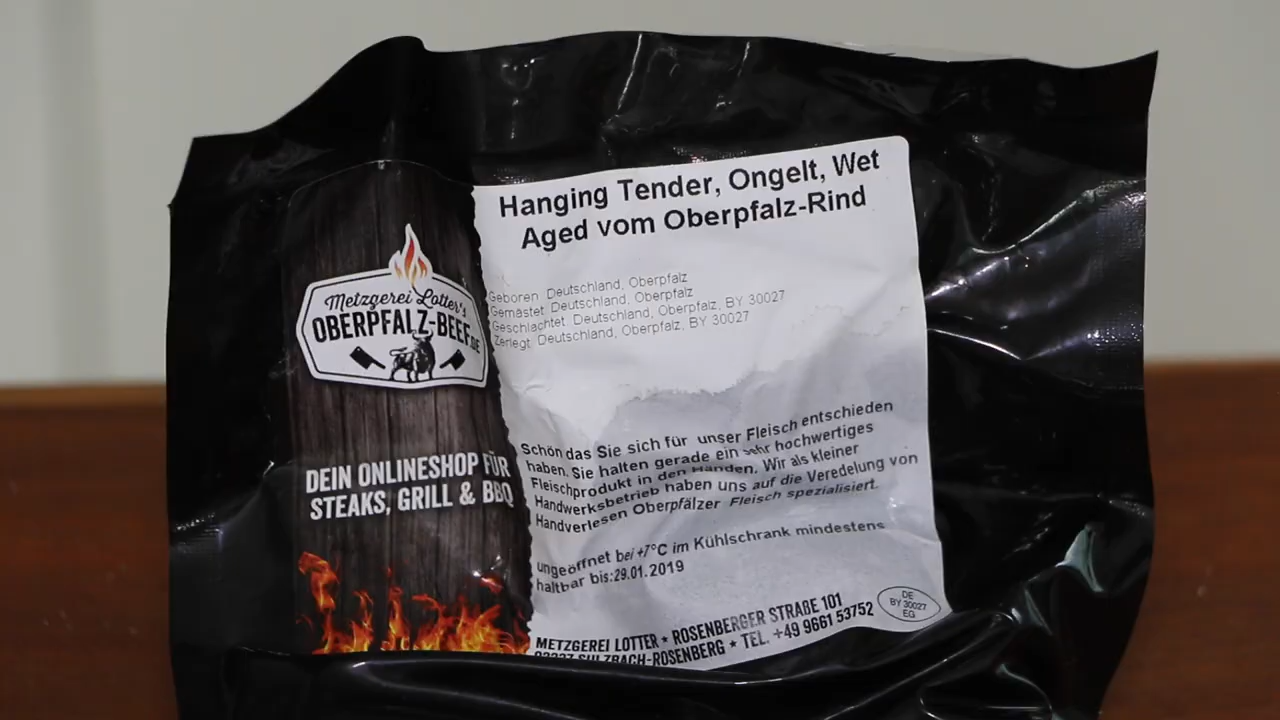 Hanging Tender, Ongelt, Wet
Aged vom Oberpfalz-Rind
Geboren Deutschland, Oberpfalz
Gemästet Deutschland, Oberpfalz
Geschlachtet Deutschland, Oberpfalz, BY 30027
Zerlegt: Deutschland, Oberpfalz, BY 30027
Metzgerei Lotter's
OBERPFALZ-BEEF.DE
DEIN ONLINESHOP FÜR
STEAKS, GRILL & BBQ
Schön das Sie sich für unser Fleisch entschieden
haben. Sie halten gerade ein sehr hochwertiges
Fleischprodukt in den Händen. Wir als kleiner
Handwerksbetrieb haben uns auf die Veredelung von
Handverlesen Oberpfälzer Fleisch spezialisiert.
ungeöffnet bei +7°C im Kühlschrank mindestens
haltbar bis:29.01.2019
METZGEREI LOTTER ★ ROSENBERGER STRAßE 101
92237 SULZBACH-ROSENBERG ★ TEL. +49 9661 53752
DE
BY 30027
EG